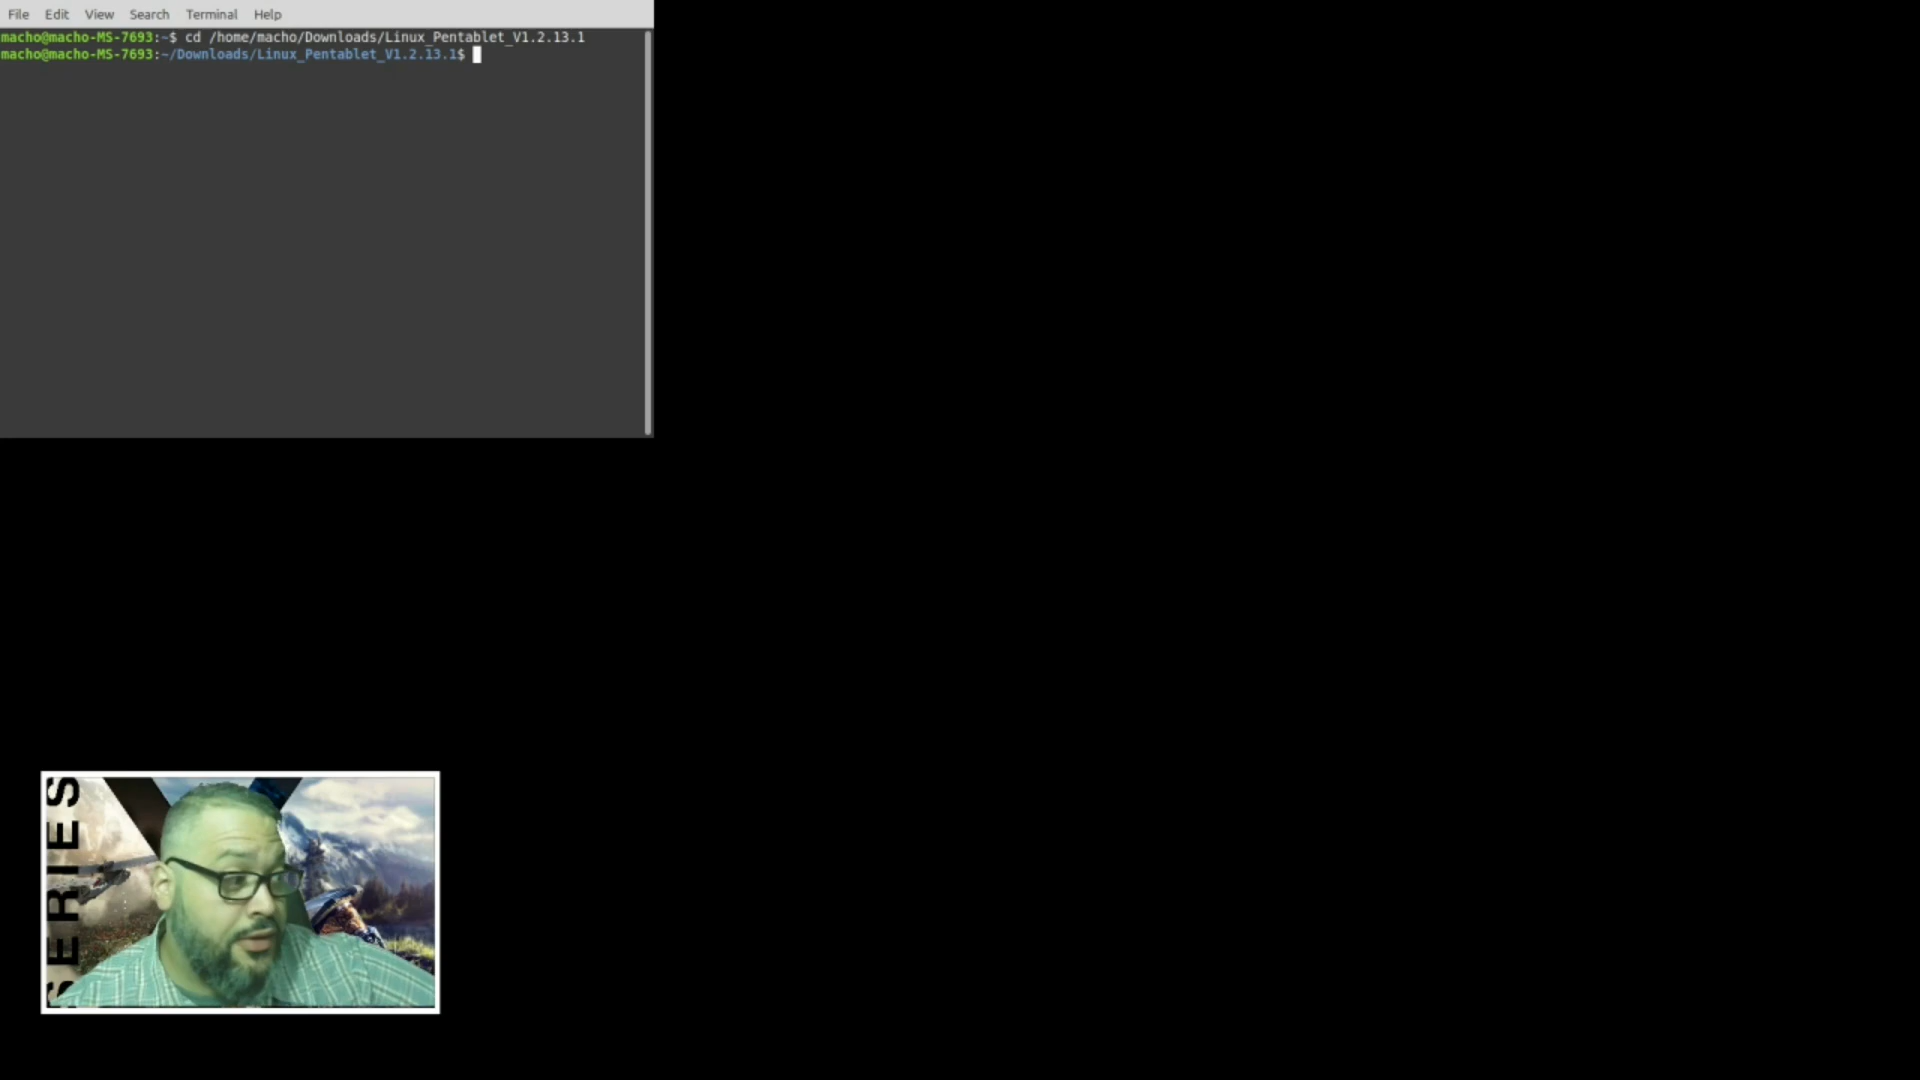 File Edit View Search Terminal Help
macho@macho-MS-7693:~$ cd /home/macho/Downloads/Linux_Pentablet_V1.2.13.1
macho@macho-MS-7693:~/Downloads/Linux_Pentablet_V1.2.13.1$
SERIES